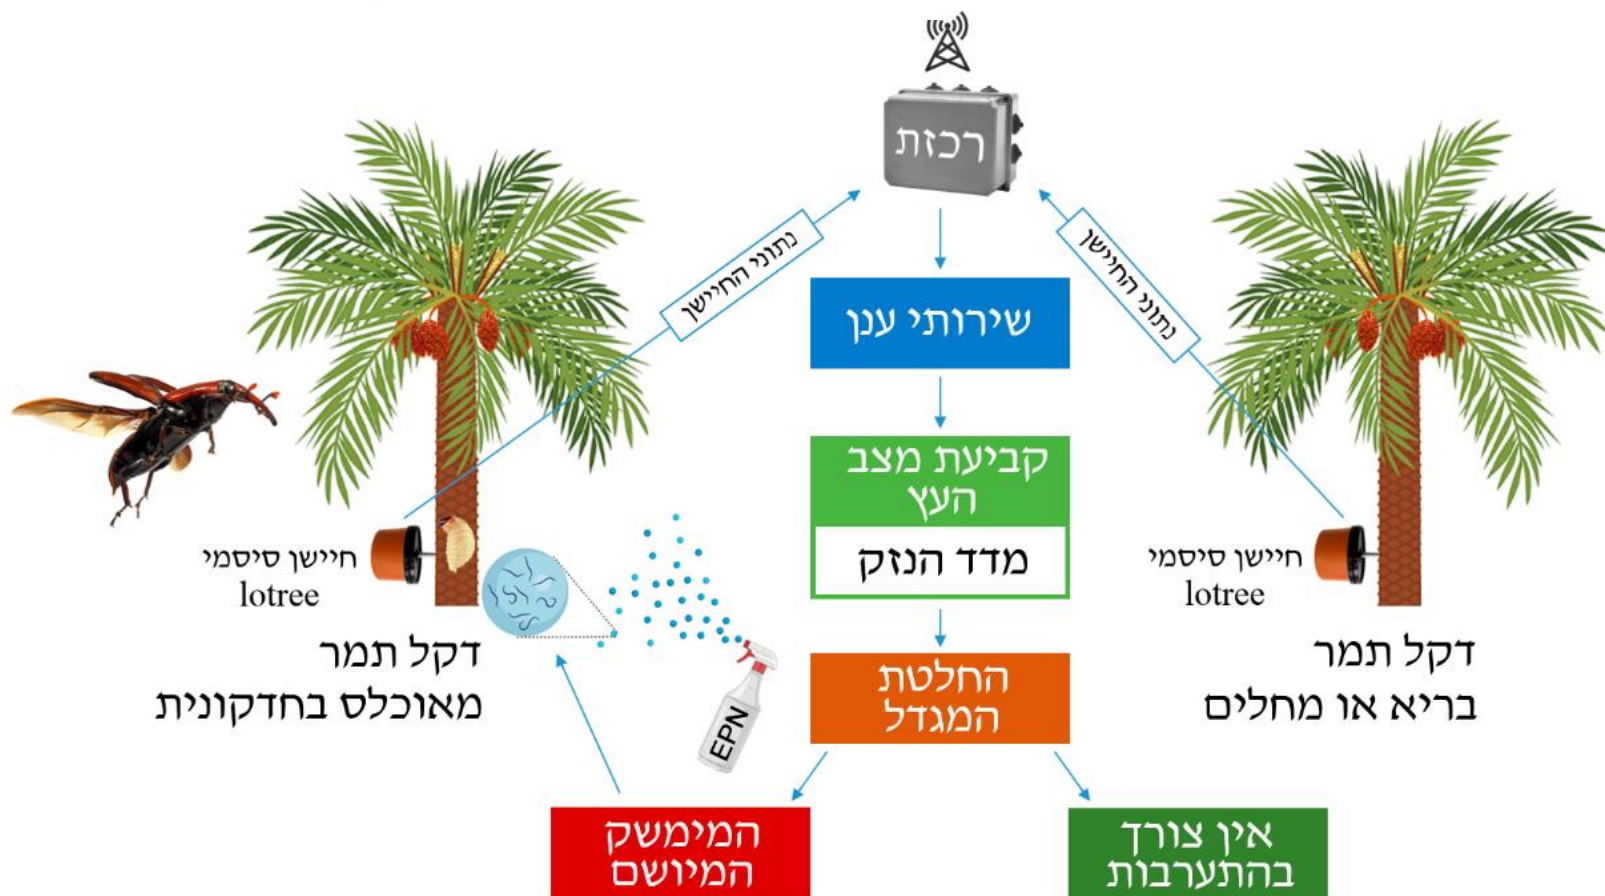 רכזת
נתוני החיישן
נתוני החיישן
שירותי ענן
קביעת מצב
העץ
מדד הנזק
חיישן סיסמי
lotree
חיישן סיסמי
lotree
דקל תמר
בריא או מחלים
החלטת
המגדל
דקל תמר
מאוכלס בחדקונית
EPN
אין צורך
בהתערבות
המימשק
המיושם